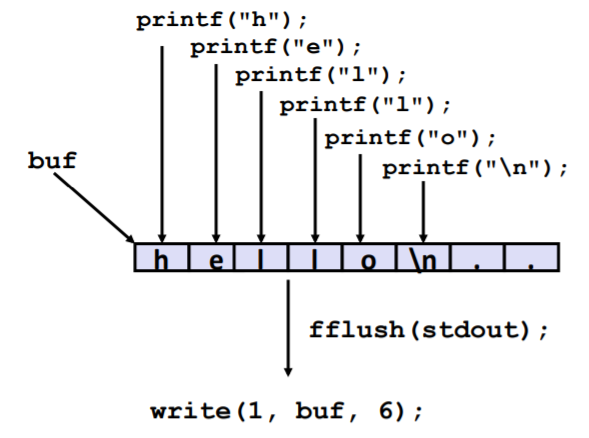 printf("h");
printf("e");
printf("l");
printf("l");
printf("o");
printf("\n");
buf
h e l l o \n . .
fflush(stdout);
write(1, buf, 6);